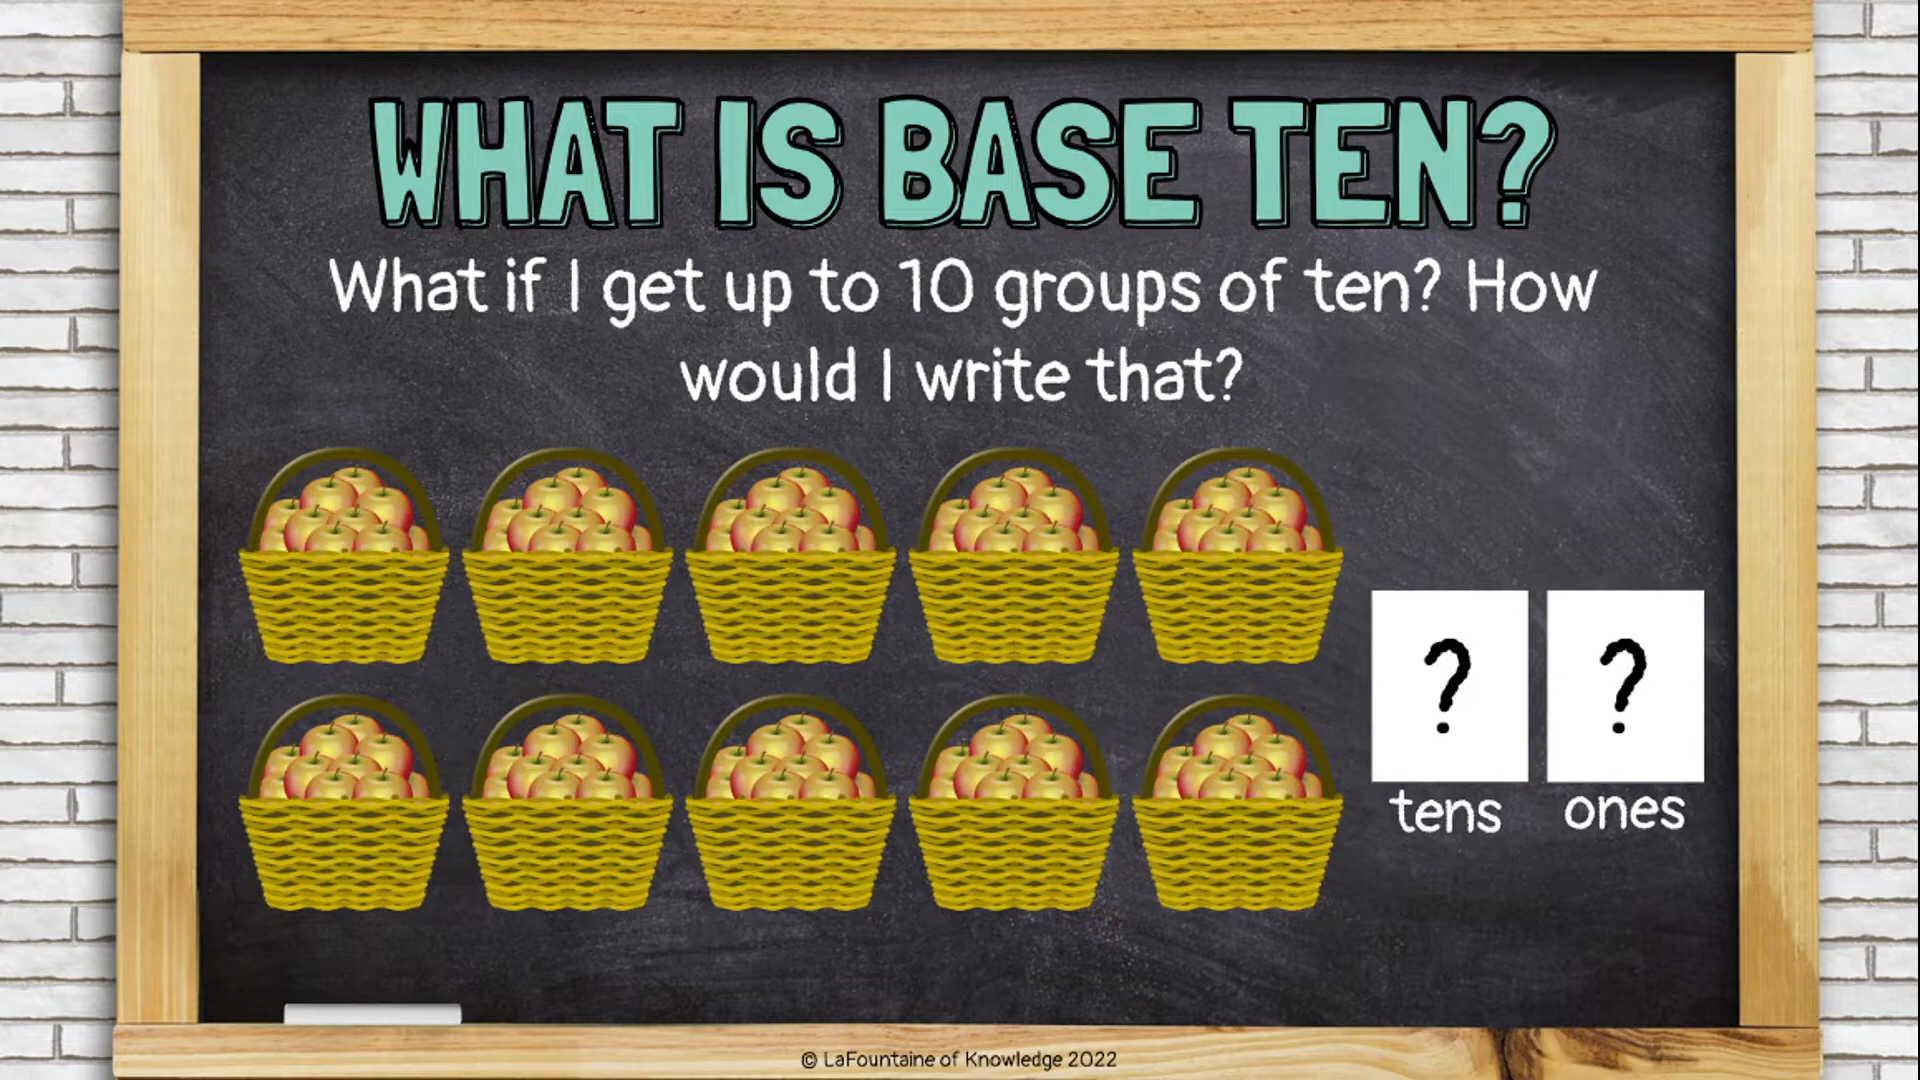 WHAT IS BASE TEN?
What if I get up to 10 groups of ten? How
would I write that?
? ?
tens ones
© LaFountaine of Knowledge 2022